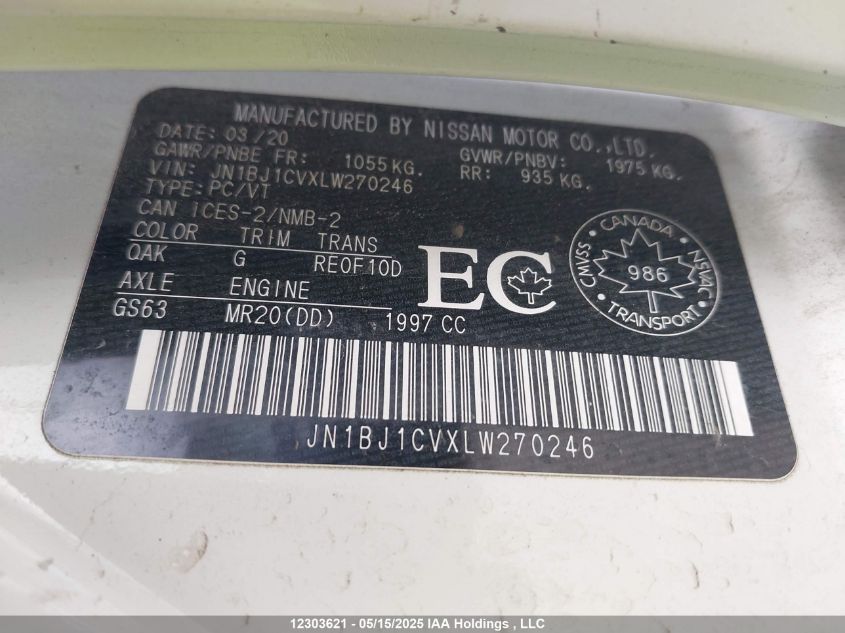 MANUFACTURED BY NISSAN MOTOR CO.,LTD.
DATE: 03 /20
GAWR/PNBE FR: 1055 KG. GVWR/PNBV: 1975 KG.
VIN: JN1BJ1CVXLW270246 RR: 935 KG.
TYPE: PC/VT
CAN ICES-2/NMB-2
COLOR TRIM TRANS
QAK G RE0F10D
AXLE ENGINE
GS63 MR20(DD) 1997 CC
EC
CANADA
CMVSS 986 NSVAC
TRANSPORT
JN1BJ1CVXLW270246
12303621 - 05/15/2025 IAA Holdings , LLC